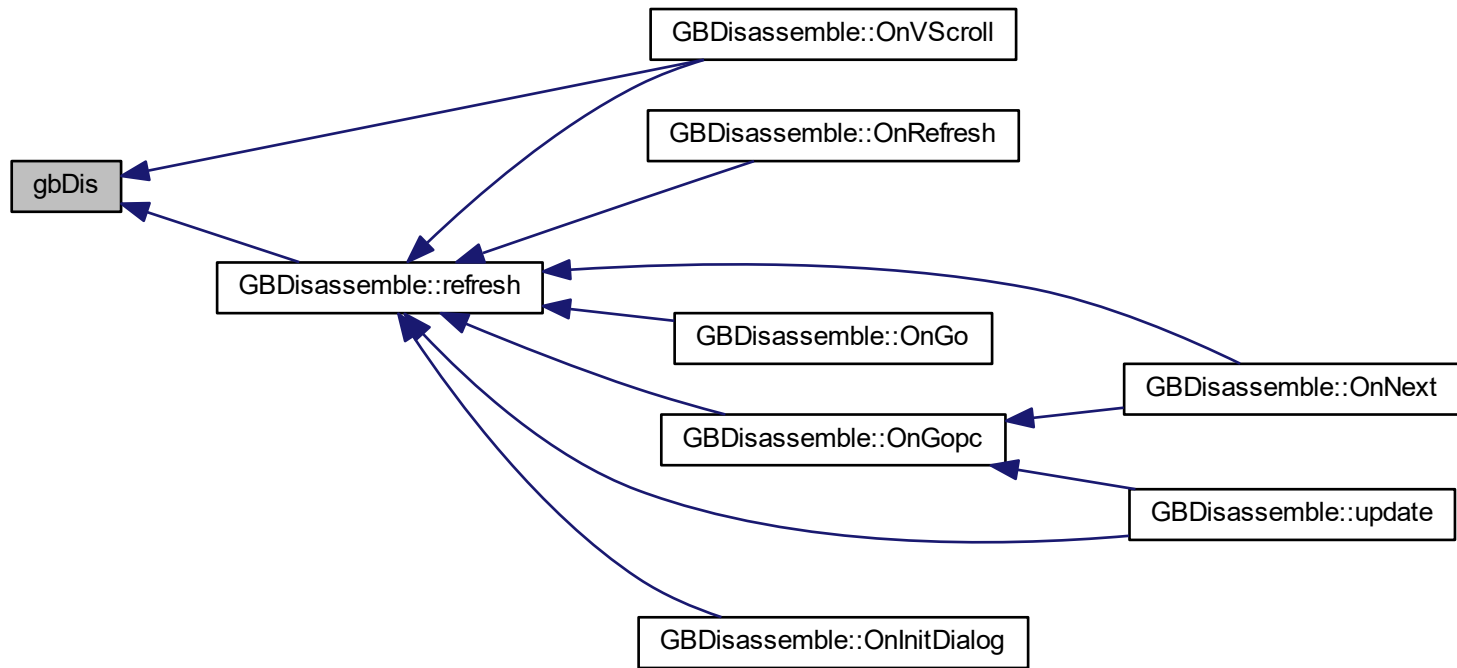 GBDisassemble::OnVScroll
GBDisassemble::OnRefresh
gbDis
GBDisassemble::refresh
GBDisassemble::OnGo
GBDisassemble::OnNext
GBDisassemble::OnGopc
GBDisassemble::update
GBDisassemble::OnInitDialog